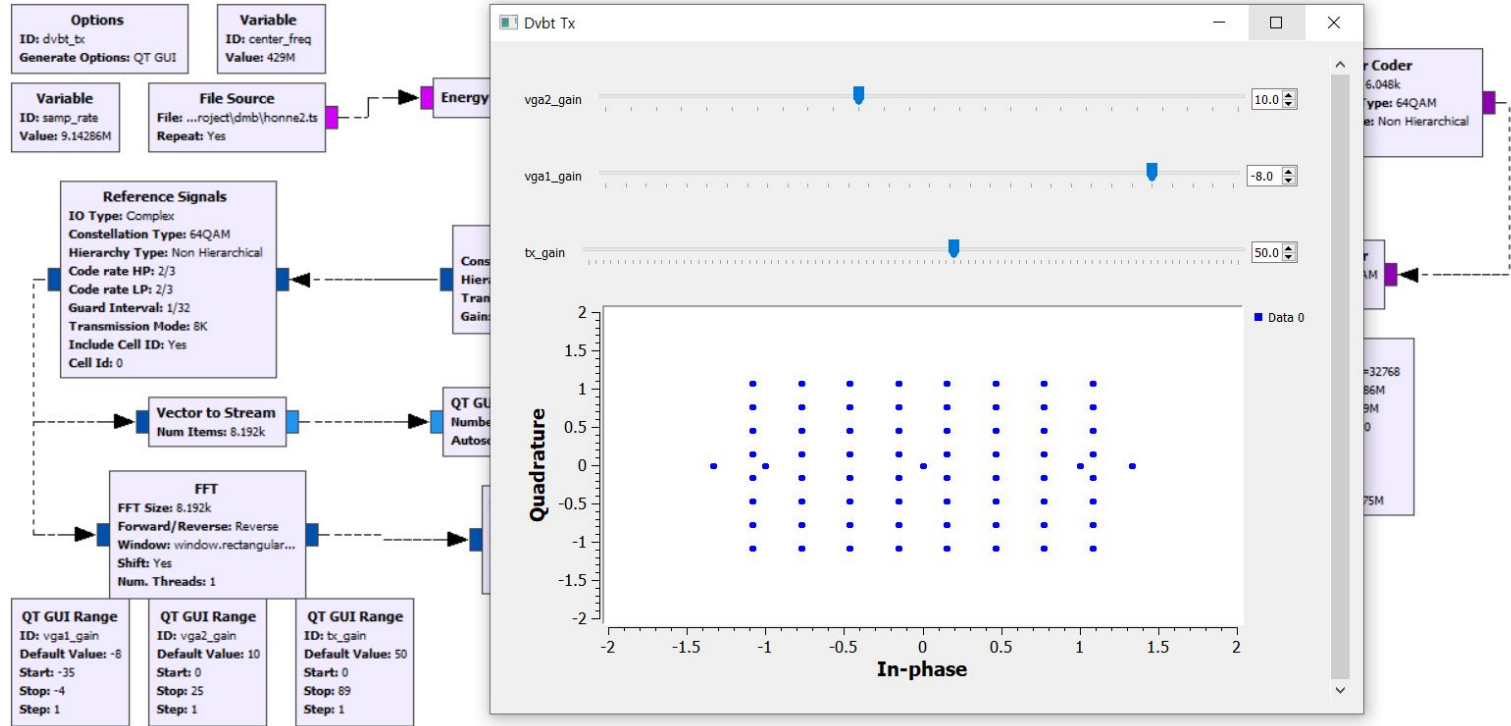 Options
ID: dvbt_tx
Generate Options: QT GUI
Variable
ID: center_freq
Value: 429M
Variable
ID: samp_rate
Value: 9.14286M
File Source
File: ...roject\dmb\honne2.ts
Repeat: Yes
Energy
Reference Signals
IO Type: Complex
Constellation Type: 64QAM
Hierarchy Type: Non Hierarchical
Code rate HP: 2/3
Code rate LP: 2/3
Guard Interval: 1/32
Transmission Mode: 8K
Include Cell ID: Yes
Cell Id: 0
Cons
Hiera
Tran
Gain:
Vector to Stream
Num Items: 8.192k
QT GU
Numbe
Autosc
FFT
FFT Size: 8.192k
Forward/Reverse: Reverse
Window: window.rectangular...
Shift: Yes
Num. Threads: 1
QT GUI Range
ID: vga1_gain
Default Value: -8
Start: -35
Stop: -4
Step: 1
QT GUI Range
ID: vga2_gain
Default Value: 10
Start: 0
Stop: 25
Step: 1
QT GUI Range
ID: tx_gain
Default Value: 50
Start: 0
Stop: 89
Step: 1
Dvbt Tx
vga2_gain
10.0
vga1_gain
-8.0
tx_gain
50.0
Data 0
2
1.5
1
0.5
0
-0.5
-1
-1.5
-2
Quadrature
-2
-1.5
-1
-0.5
0
0.5
1
1.5
2
In-phase
r Coder
6.048k
ype: 64QAM
e: Non Hierarchical
r
AM
=32768
86M
9M
0
75M